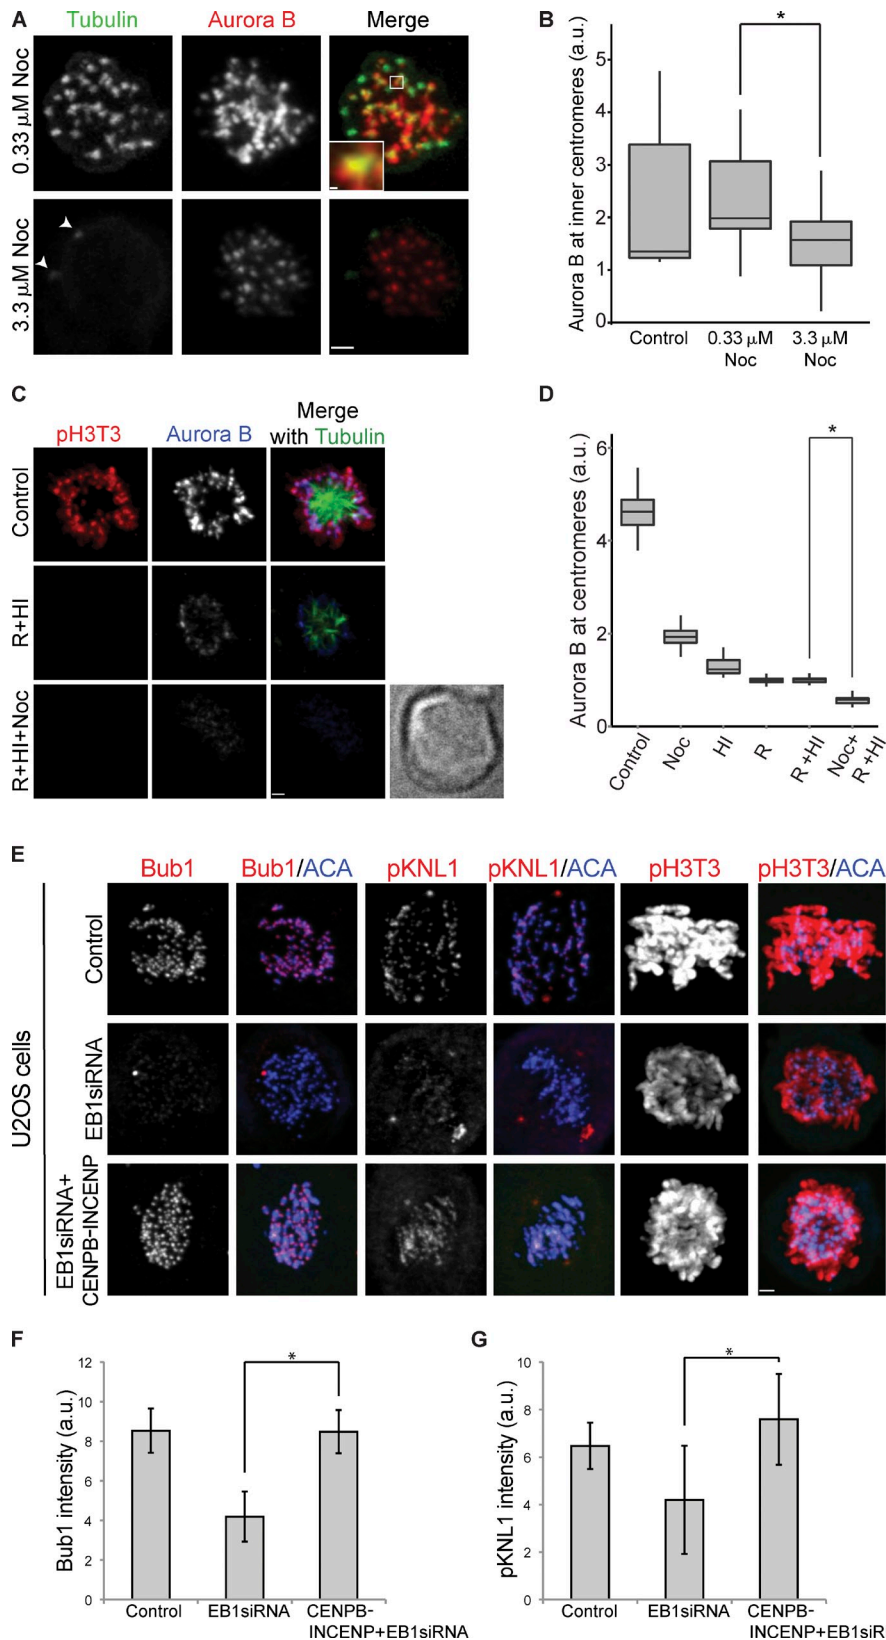 A
Tubulin
Aurora B
Merge
0.33 µM Noc
3.3 µM Noc
B
Aurora B at inner centromeres (a.u.)
5
4
3
2
1
0
*
Control
0.33 µM
Noc
3.3 µM
Noc
C
pH3T3
Aurora B
Merge
with Tubulin
Control
R+HI
R+HI+Noc
D
Aurora B at centromeres (a.u.)
6
4
2
0
*
Control
Noc
HI
R
R +HI
Noc+
R +HI
E
Bub1
Bub1/ACA
pKNL1
pKNL1/ACA
pH3T3
pH3T3/ACA
U2OS cells
Control
EB1siRNA
EB1siRNA+
CENPB-INCENP
F
Bub1 intensity (a.u.)
12
10
8
6
4
2
0
*
Control
EB1siRNA
CENPB-
INCENP+EB1siRNA
G
pKNL1 intensity (a.u.)
10
8
6
4
2
0
*
Control
EB1siRNA
CENPB-
INCENP+EB1siR